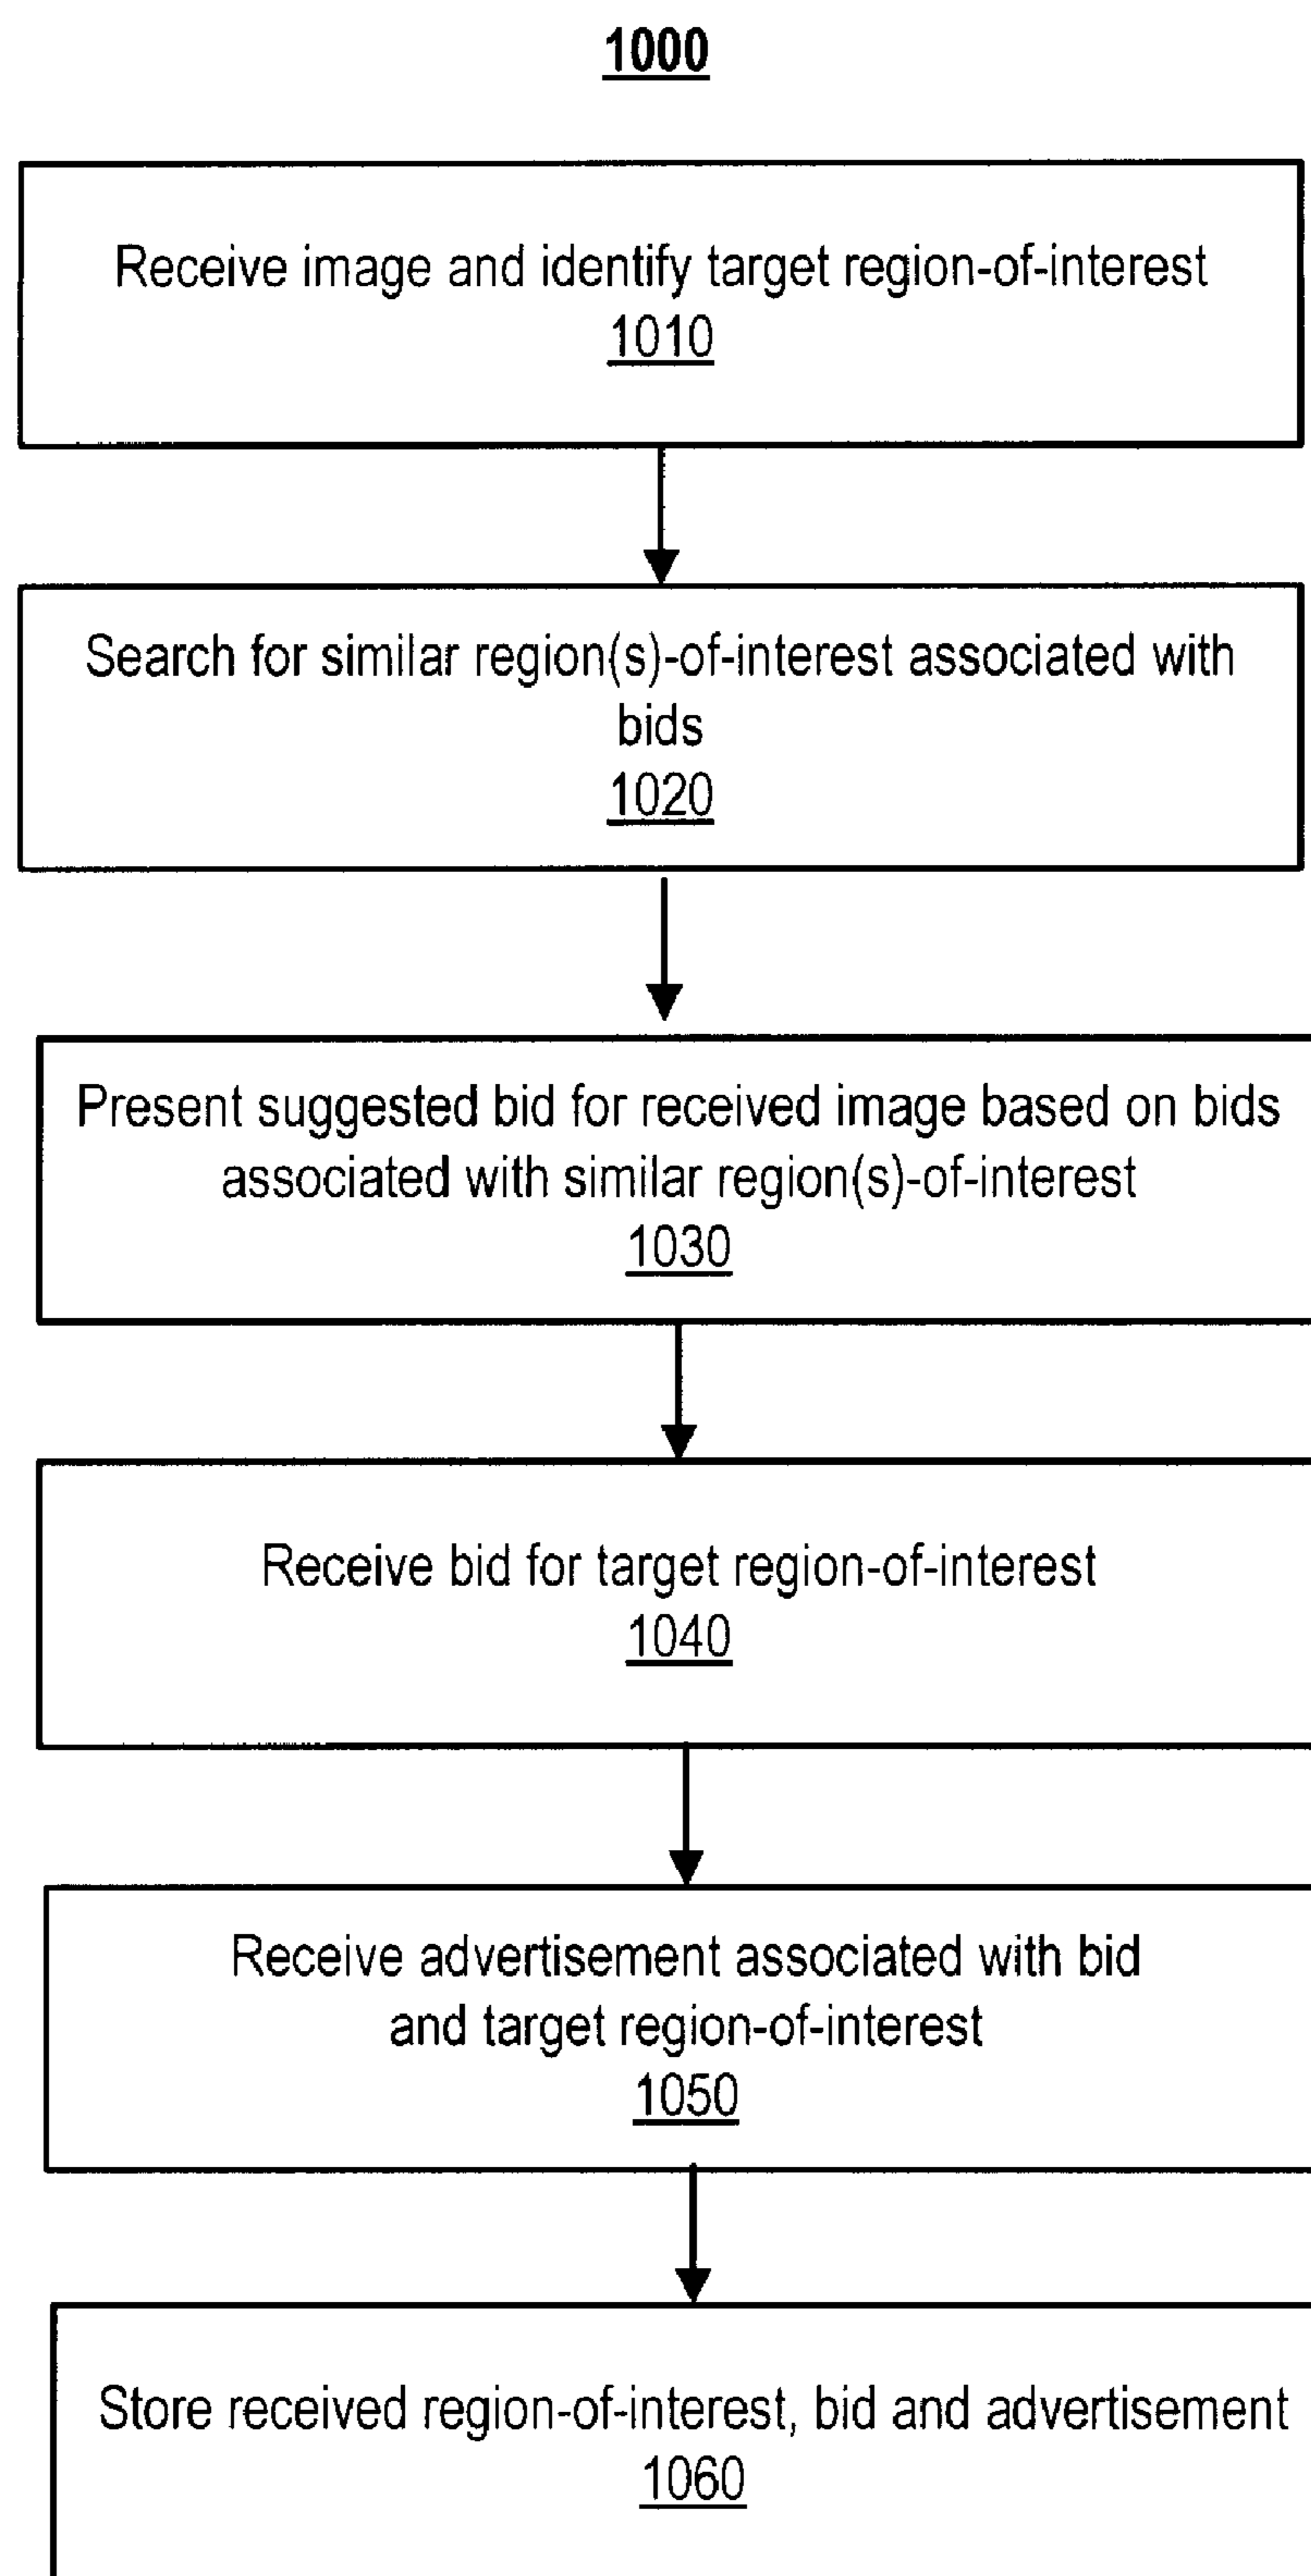 1000
Receive image and identify target region-of-interest
1010
Search for similar region(s)-of-interest associated with
bids
1020
Present suggested bid for received image based on bids
associated with similar region(s)-of-interest
1030
Receive bid for target region-of-interest
1040
Receive advertisement associated with bid
and target region-of-interest
1050
Store received region-of-interest, bid and advertisement
1060